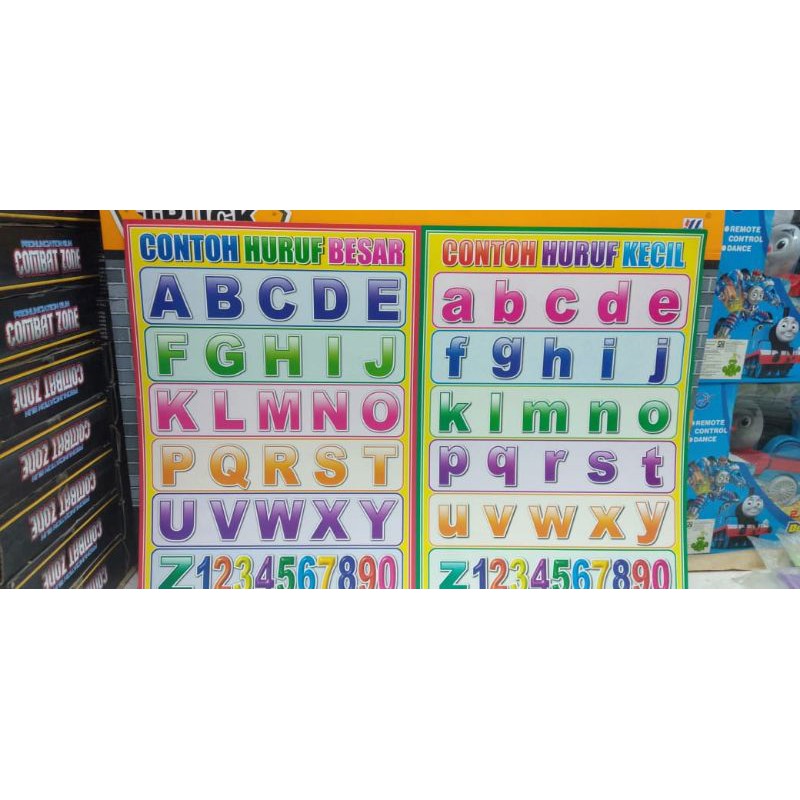 TRUCK
CONTOH HURUF BESAR
A B C D E
F G H I J
K L M N O
P Q R S T
U V W X Y
Z 1 2 3 4 5 6 7 8 9 0
CONTOH HURUF KECIL
a b c d e
f g h i j
k l m n o
p q r s t
u v w x y
z 1 2 3 4 5 6 7 8 9 0
COMBAT ZONE
COMBAT ZONE
COMBAT ZONE
COMBAT ZONE
COMBAT ZONE
COMBAT ZONE
REMOTE
CONTROL
DANCE
REMOTE
CONTROL
DANCE